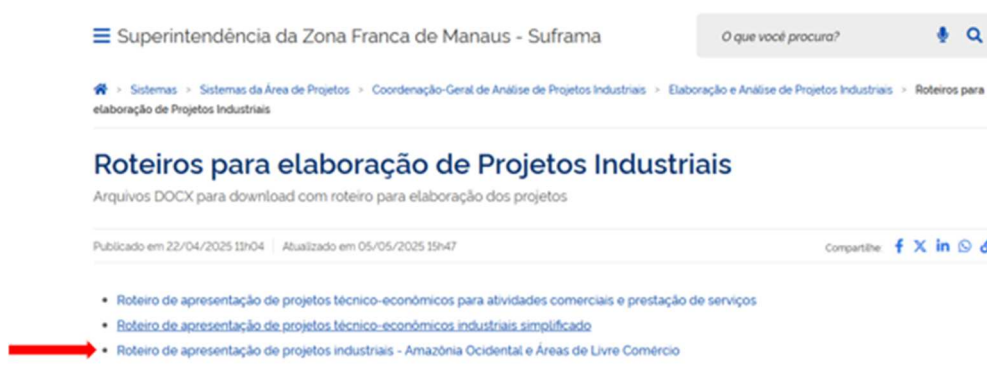 Superintendência da Zona Franca de Manaus - Suframa
O que você procura?
> Sistemas > Sistemas da Área de Projetos > Coordenação-Geral de Análise de Projetos Industriais > Elaboração e Análise de Projetos Industriais > Roteiros para
elaboração de Projetos Industriais
Roteiros para elaboração de Projetos Industriais
Arquivos DOCX para download com roteiro para elaboração dos projetos
Publicado em 22/04/2025 11h04 | Atualizado em 05/05/2025 15h47
Compartilhe:
• Roteiro de apresentação de projetos técnico-econômicos para atividades comerciais e prestação de serviços
• Roteiro de apresentação de projetos técnico-econômicos industriais simplificado
• Roteiro de apresentação de projetos industriais - Amazônia Ocidental e Áreas de Livre Comércio